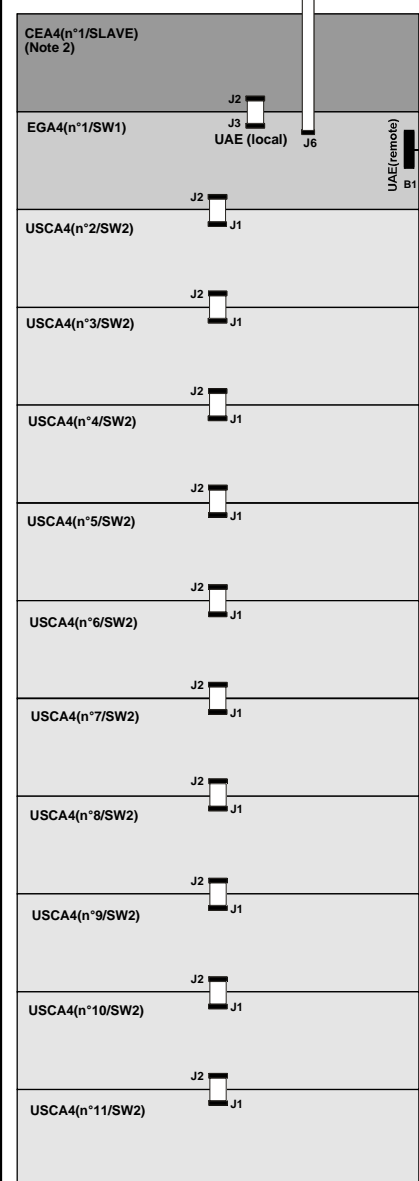 CEA4(n°1/SLAVE)
(Note 2)
J2
EGA4(n°1/SW1)
J3
UAE (local)
J6
UAE(remote)
B1
J2
USCA4(n°2/SW2)
J1
J2
USCA4(n°3/SW2)
J1
J2
USCA4(n°4/SW2)
J1
J2
USCA4(n°5/SW2)
J1
J2
USCA4(n°6/SW2)
J1
J2
USCA4(n°7/SW2)
J1
J2
USCA4(n°8/SW2)
J1
J2
USCA4(n°9/SW2)
J1
J2
USCA4(n°10/SW2)
J1
J2
USCA4(n°11/SW2)
J1